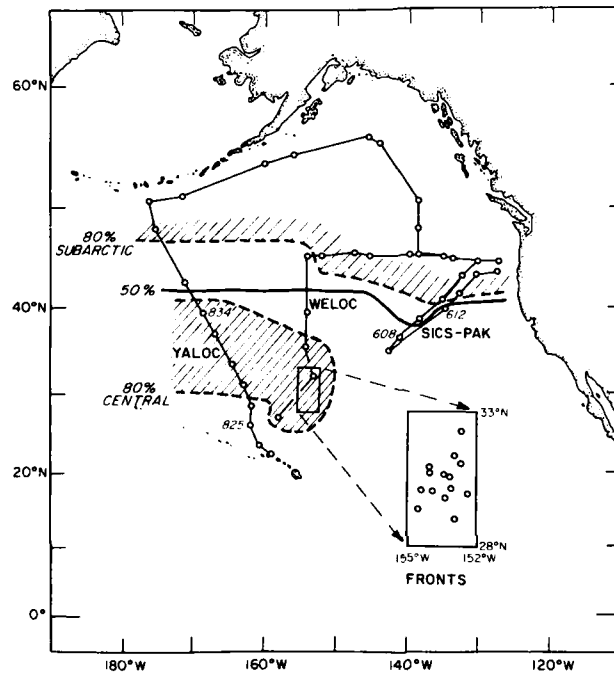 60°N
80%
SUBARCTIC
50%
40°N
834
WELOC
612
608
SICS-PAK
YALOC
80%
CENTRAL
825
33°N
20°N
28°N
155°W 152°W
FRONTS
0°
180°W 160°W 140°W 120°W